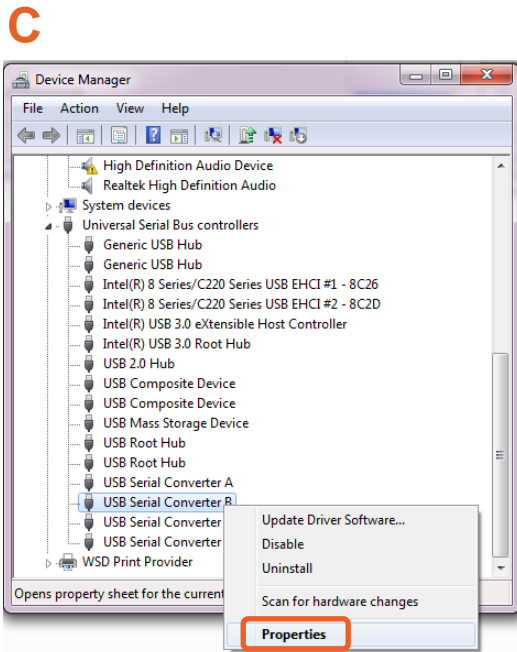 C
Device Manager
File Action View Help
High Definition Audio Device
Realtek High Definition Audio
System devices
Universal Serial Bus controllers
Generic USB Hub
Generic USB Hub
Intel(R) 8 Series/C220 Series USB EHCI #1 - 8C26
Intel(R) 8 Series/C220 Series USB EHCI #2 - 8C2D
Intel(R) USB 3.0 eXtensible Host Controller
Intel(R) USB 3.0 Root Hub
USB 2.0 Hub
USB Composite Device
USB Composite Device
USB Mass Storage Device
USB Root Hub
USB Root Hub
USB Serial Converter A
USB Serial Converter B
USB Serial Converter
USB Serial Converter
WSD Print Provider
Opens property sheet for the current
Update Driver Software...
Disable
Uninstall
Scan for hardware changes
Properties